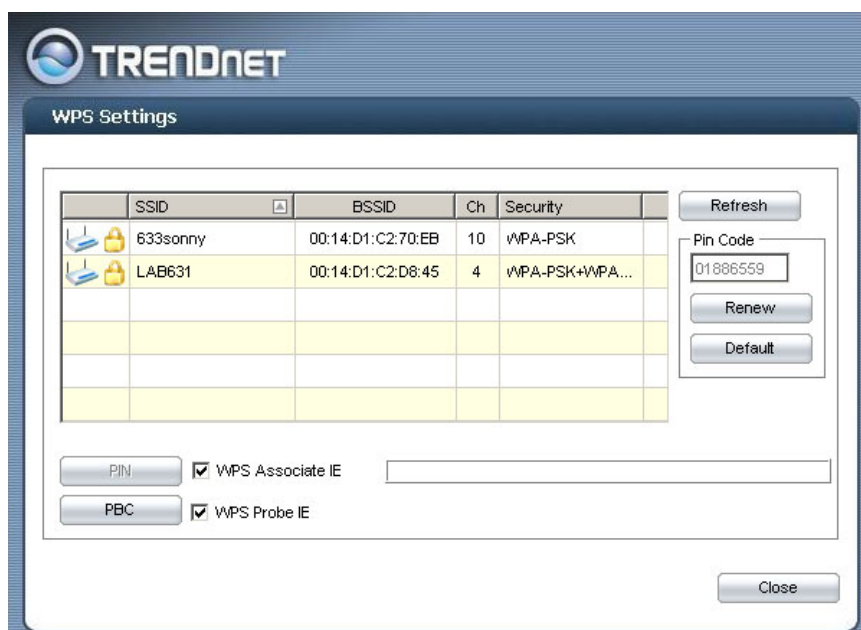 TRENDNET
WPS Settings
SSID BSSID Ch Security
633sonny 00:14:D1:C2:70:EB 10 WPA-PSK
LAB631 00:14:D1:C2:D8:45 4 WPA-PSK+WPA...
Refresh
Pin Code
01886559
Renew
Default
PIN WPS Associate IE
PBC WPS Probe IE
Close